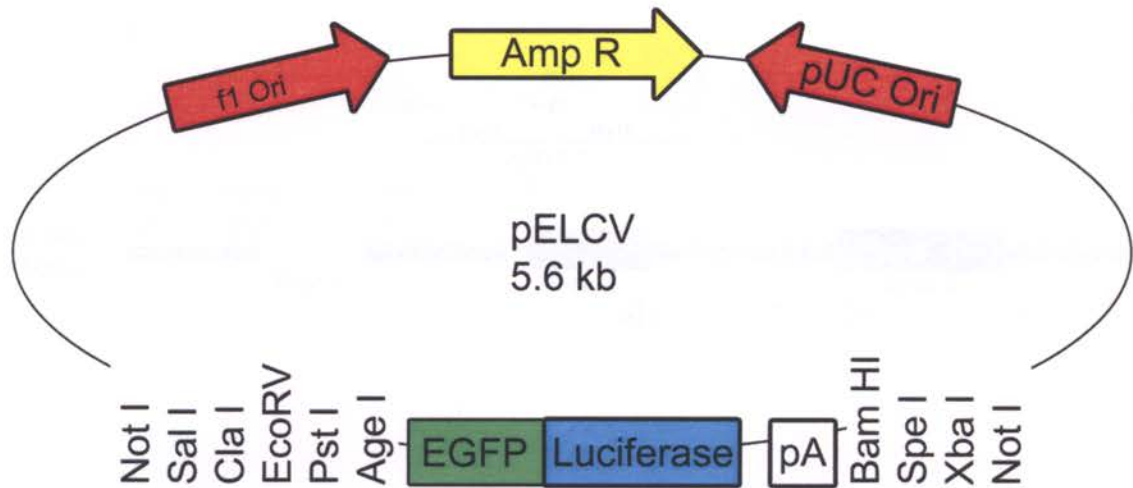 f1 Ori
Amp R
pUC Ori
pELCV
5.6 kb
Not I
Sal I
Cla I
EcoRV
Pst I
Age I
EGFP
Luciferase
pA
Bam HI
Spe I
Xba I
Not I